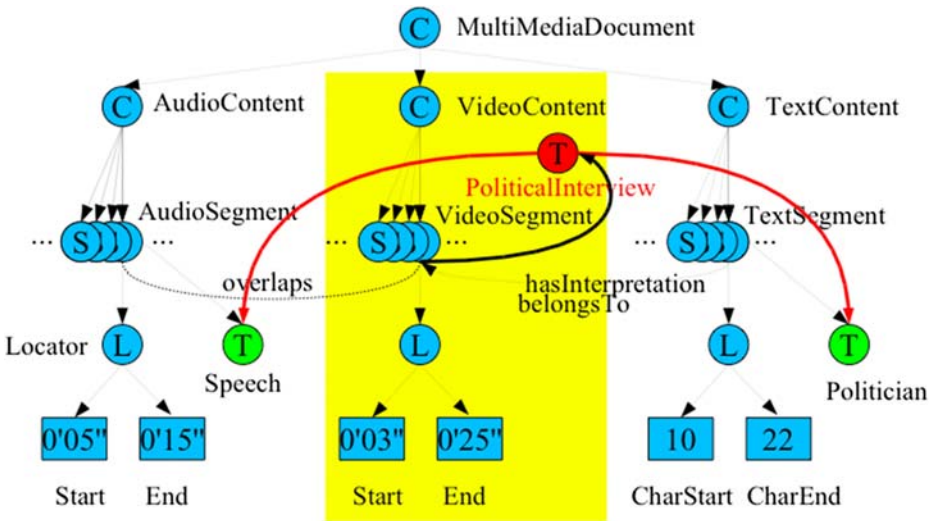 C MultiMediaDocument
C AudioContent
C VideoContent
C TextContent
T
PoliticalInterview
AudioSegment
VideoSegment
TextSegment
... S ...
... S ...
... S ...
overlaps
hasInterpretation
belongsTo
Locator L
T
L
L
T
Speech
Politician
0'05" 0'15" 0'03" 0'25" 10 22
Start End Start End CharStart CharEnd